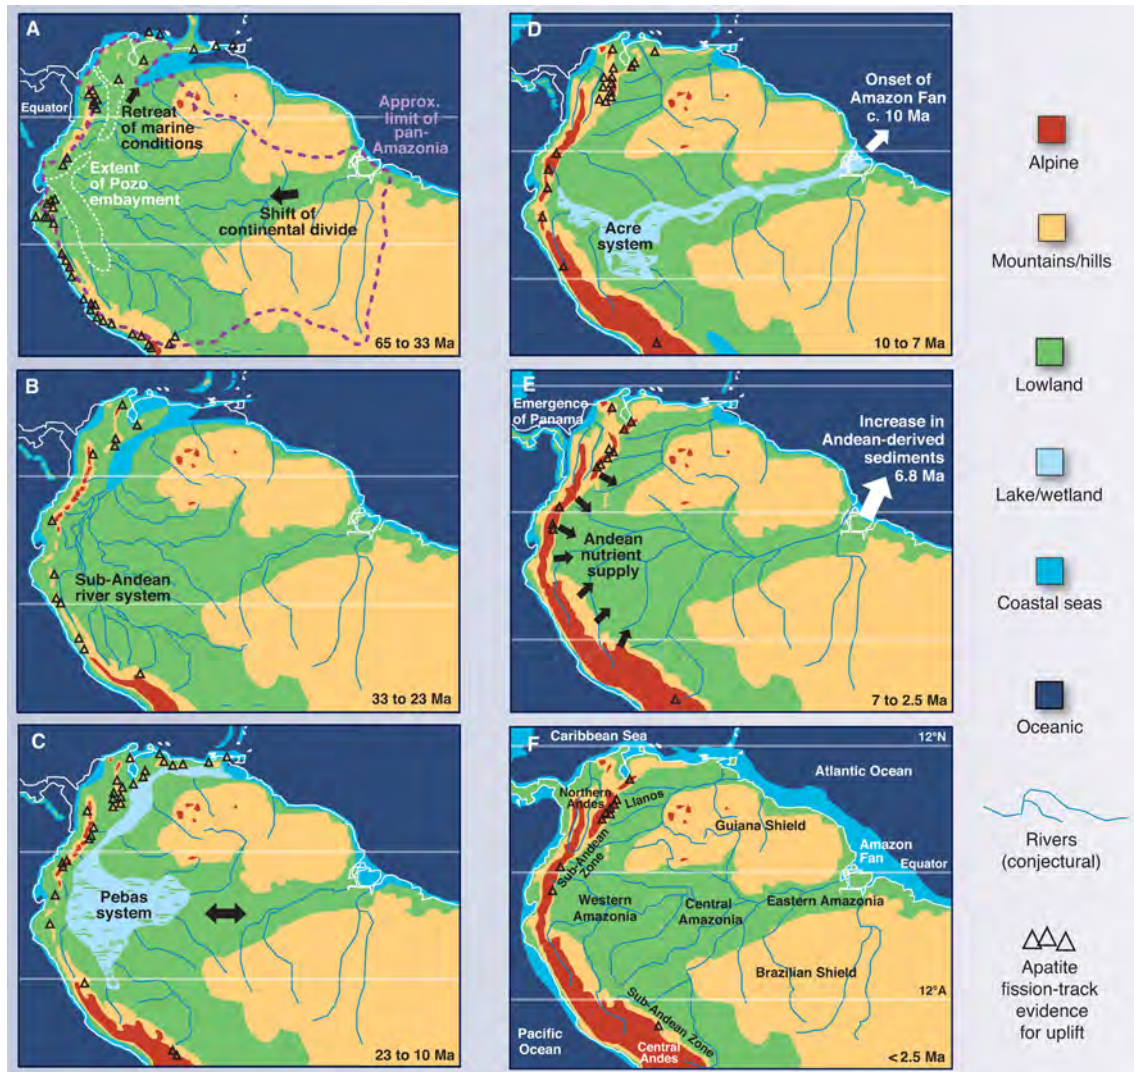 A
Equator
Retreat
of marine
conditions
Approx.
limit of
pan-
Amazonia
Extent
of Pozo
embayment
Shift of
continental divide
65 to 33 Ma
B
Sub-Andean
river system
33 to 23 Ma
C
Pebas
system
23 to 10 Ma
D
Onset of
Amazon Fan
c. 10 Ma
Acre
system
10 to 7 Ma
E
Emergence
of Panama
Increase in
Andean-derived
sediments
6.8 Ma
Andean
nutrient
supply
7 to 2.5 Ma
F
Caribbean Sea
12°N
Atlantic Ocean
Northern
Andes
Llanos
Guiana Shield
Sub-Andean
Zone
Amazon
Fan
Equator
Western
Amazonia
Central
Amazonia
Eastern Amazonia
Brazilian Shield
12°A
Sub-Andean Zone
Pacific
Ocean
Central
Andes
<2.5 Ma
Alpine
Mountains/hills
Lowland
Lake/wetland
Coastal seas
Oceanic
Rivers
(conjectural)
Apatite
fission-track
evidence
for uplift